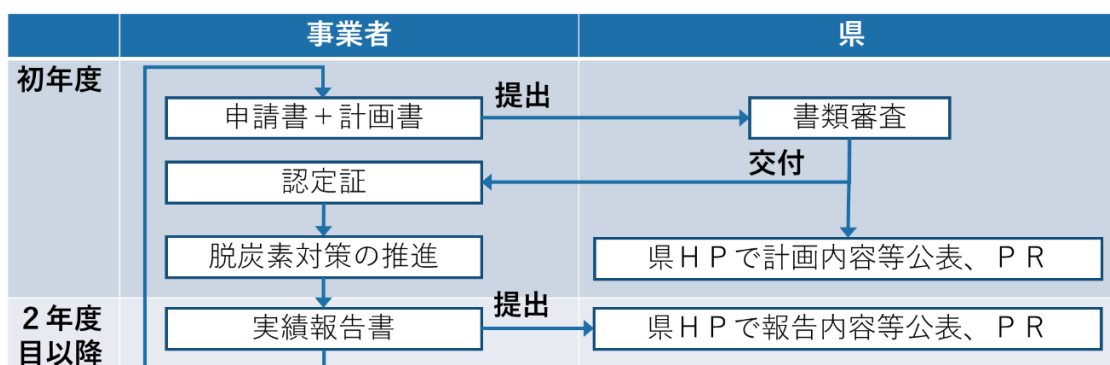 事業者
県
初年度
申請書＋計画書
提出
書類審査
交付
認定証
脱炭素対策の推進
県ＨＰで計画内容等公表、ＰＲ
２年度
目以降
実績報告書
提出
県ＨＰで報告内容等公表、ＰＲ